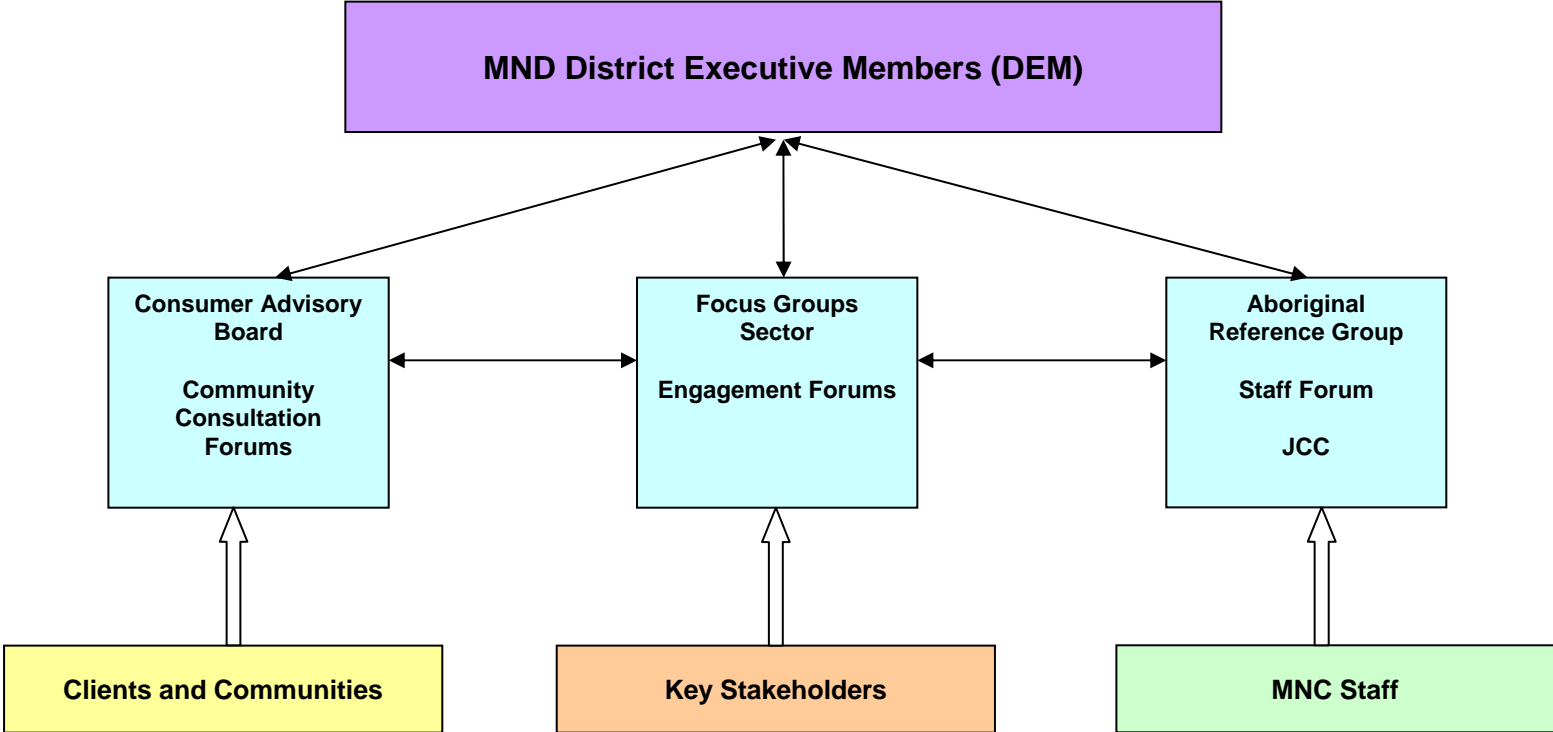 MND District Executive Members (DEM)
Consumer Advisory
Board
Community
Consultation
Forums
Focus Groups
Sector
Engagement Forums
Aboriginal
Reference Group
Staff Forum
JCC
Clients and Communities
Key Stakeholders
MNC Staff